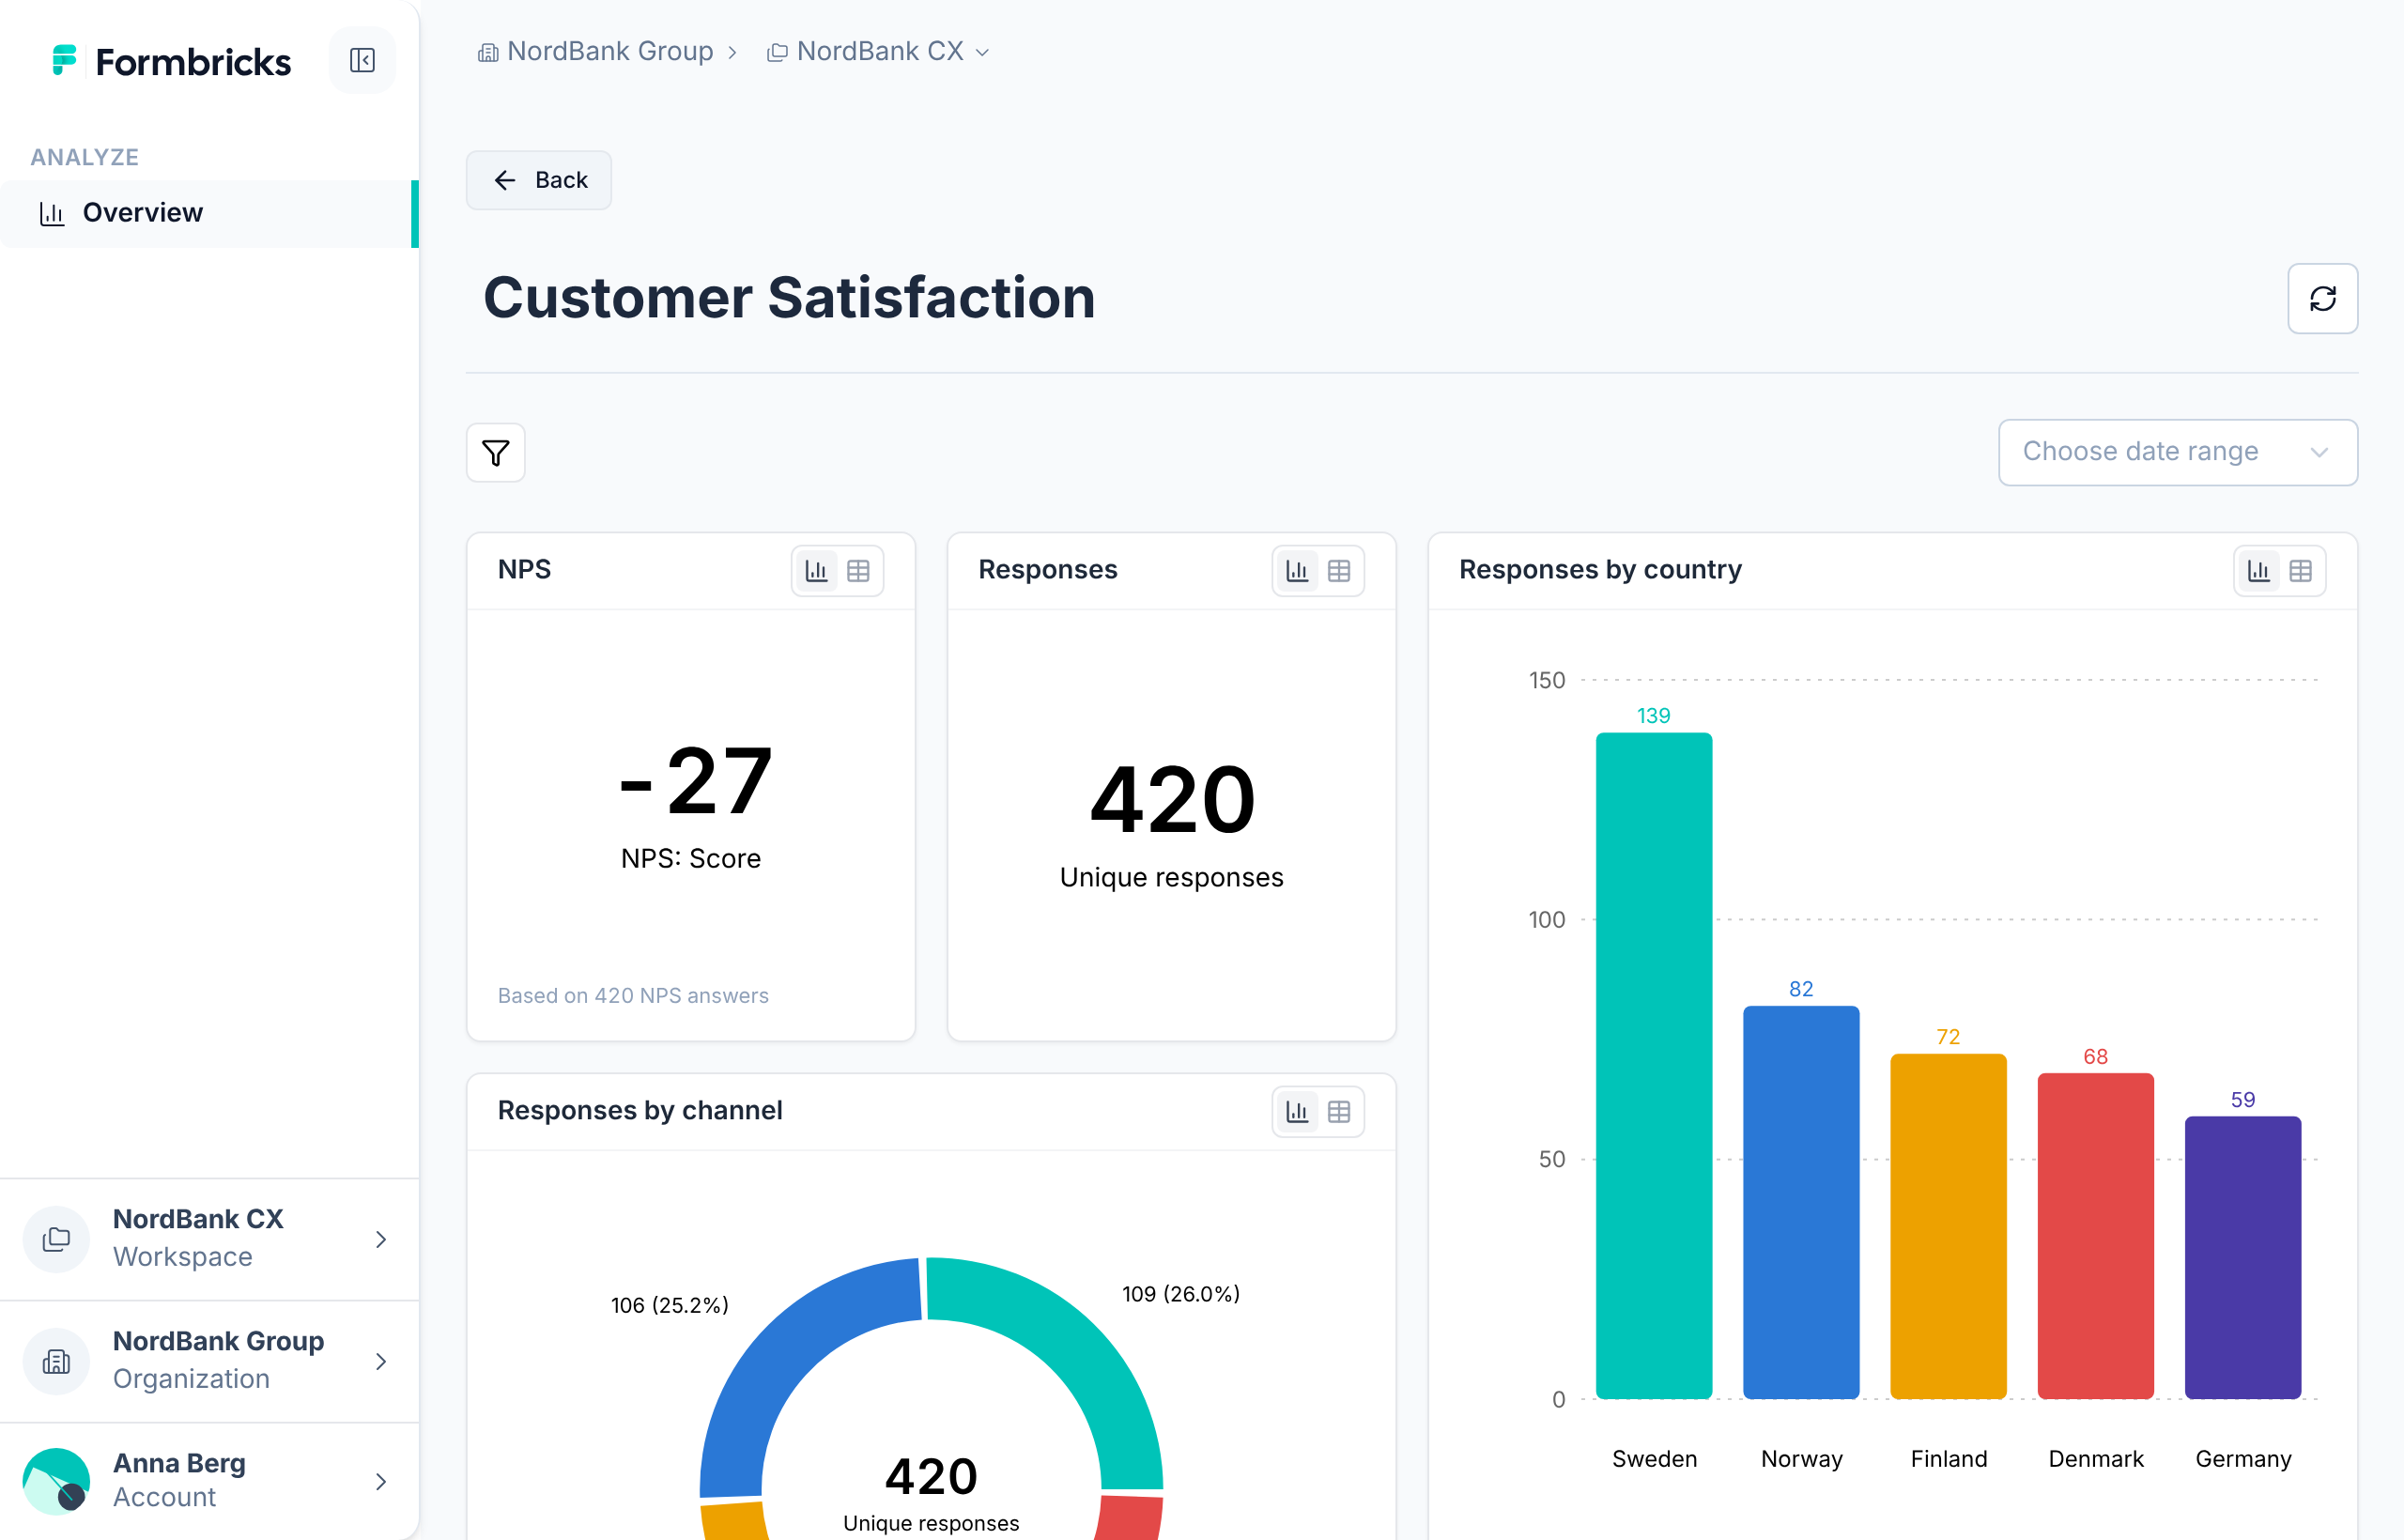 Formbricks
ANALYZE
Overview
NordBank CX
Workspace
NordBank Group
Organization
Anna Berg
Account
NordBank Group
NordBank CX
Back
Customer Satisfaction
Choose date range
NPS
-27
NPS: Score
Based on 420 NPS answers
Responses
420
Unique responses
Responses by country
150
100
50
0
139
82
72
68
59
Sweden
Norway
Finland
Denmark
Germany
Responses by channel
106 (25.2%)
109 (26.0%)
420
Unique responses